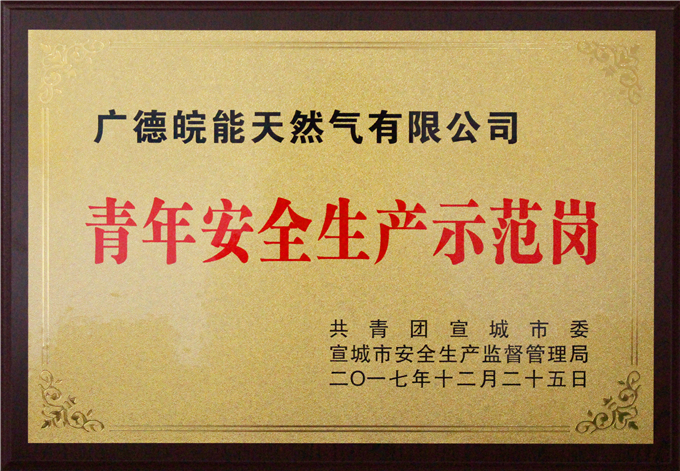 广德皖能天然气有限公司
青年安全生产示范岗
共青团宣城市委
宣城市安全生产监督管理局
二〇一七年十二月二十五日